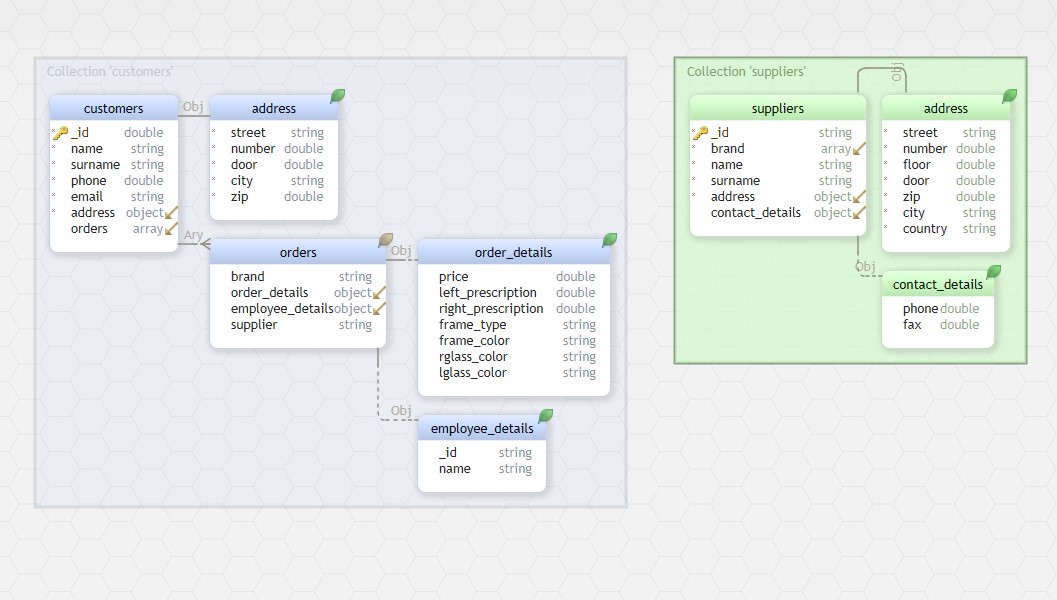 Collection 'customers'
customers
_id double
name string
surname string
phone double
email string
address object
orders array
Obj
address
street string
number double
door double
city string
zip double
Ary
orders
brand string
order_details object
employee_details object
supplier string
Obj
order_details
price double
left_prescription double
right_prescription double
frame_type string
frame_color string
rglass_color string
lglass_color string
Obj
employee_details
_id string
name string
Collection 'suppliers'
Obj
suppliers
_id string
brand array
name string
surname string
address object
contact_details object
address
street string
number double
floor double
door double
zip double
city string
country string
Obj
contact_details
phone double
fax double